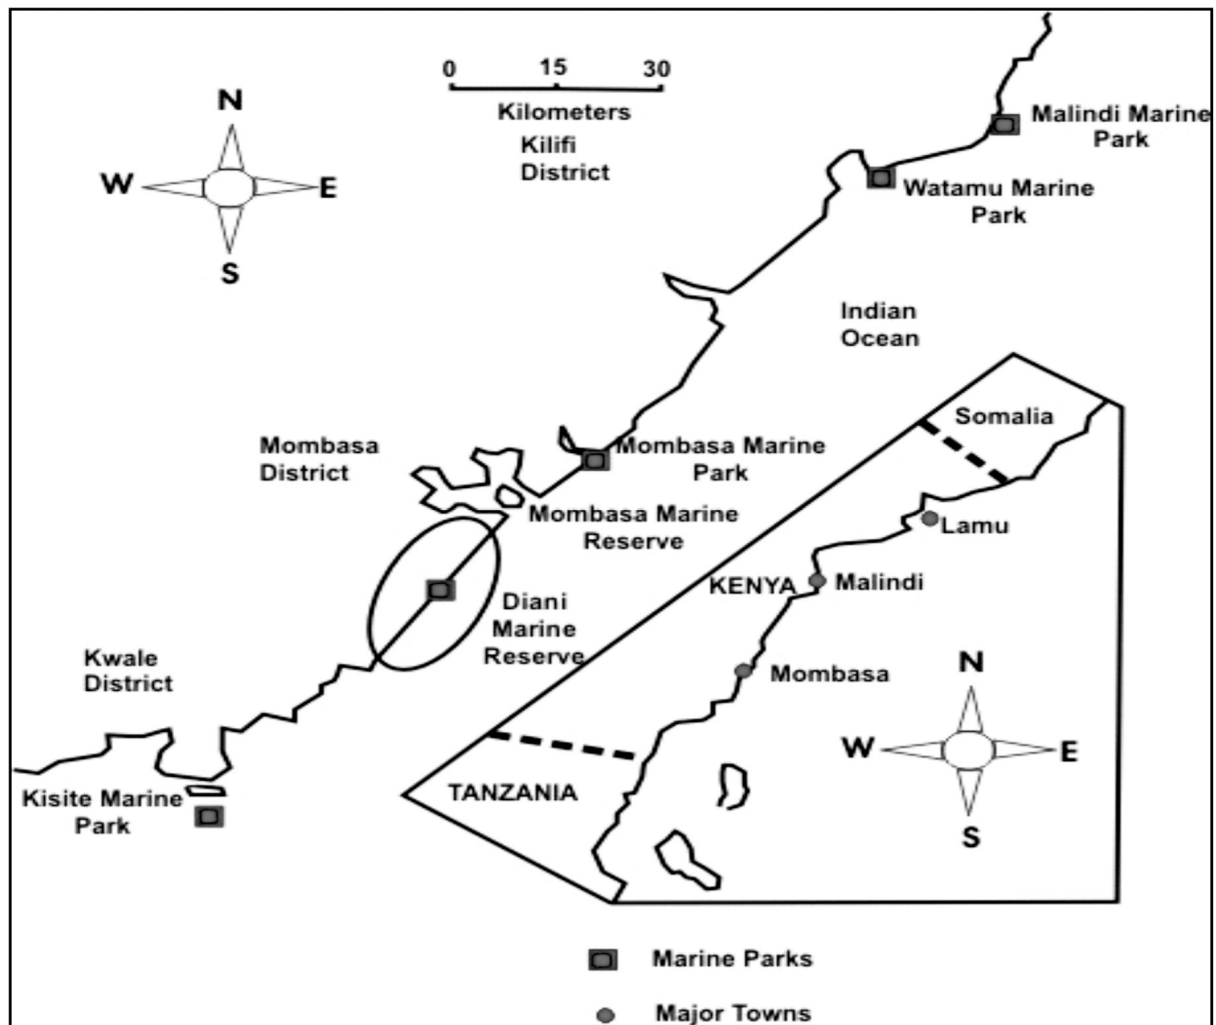 0 15 30
Kilometers
Kilifi
District
N
W E
S
Malindi Marine
Park
Watamu Marine
Park
Indian
Ocean
Mombasa
District
Mombasa Marine
Park
Mombasa Marine
Reserve
Diani
Marine
Reserve
Kwale
District
Kisite Marine
Park
Somalia
Lamu
KENYA
Malindi
Mombasa
TANZANIA
N
W E
S
Marine Parks
Major Towns